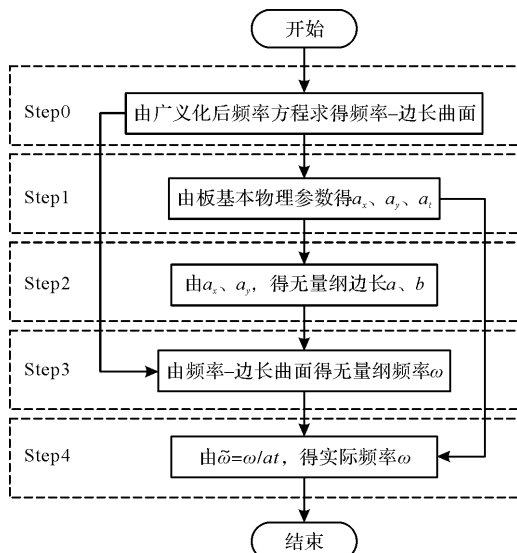 开始
Step0
由广义化后频率方程求得频率-边长曲面
Step1
由板基本物理参数得aₓ、a_y、a_t
Step2
由aₓ、a_y，得无量纲边长a、b
Step3
由频率-边长曲面得无量纲频率ω
Step4
由ω̃=ω/at，得实际频率ω
结束